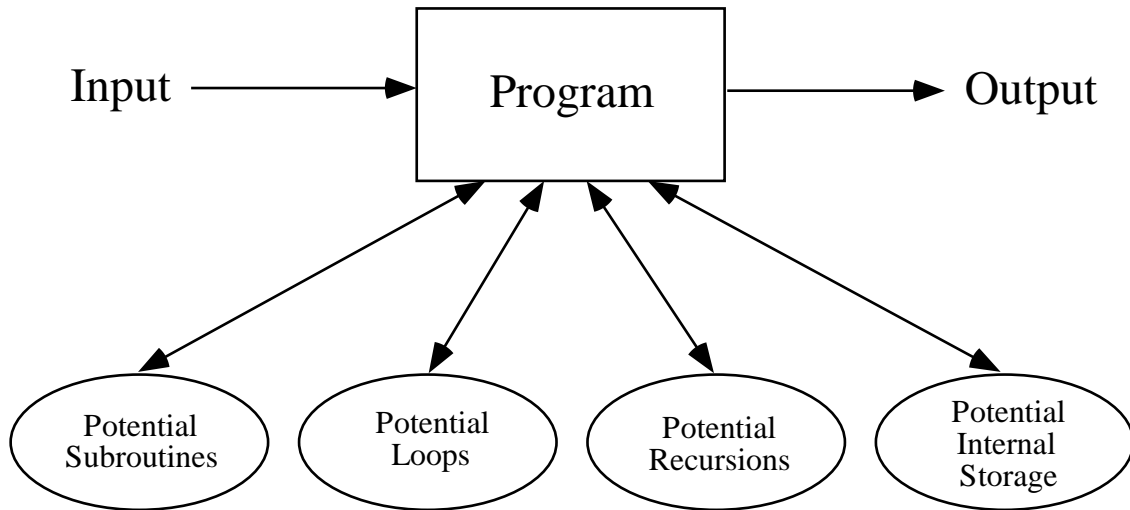 Input
Program
Output
Potential
Subroutines
Potential
Loops
Potential
Recursions
Potential
Internal
Storage